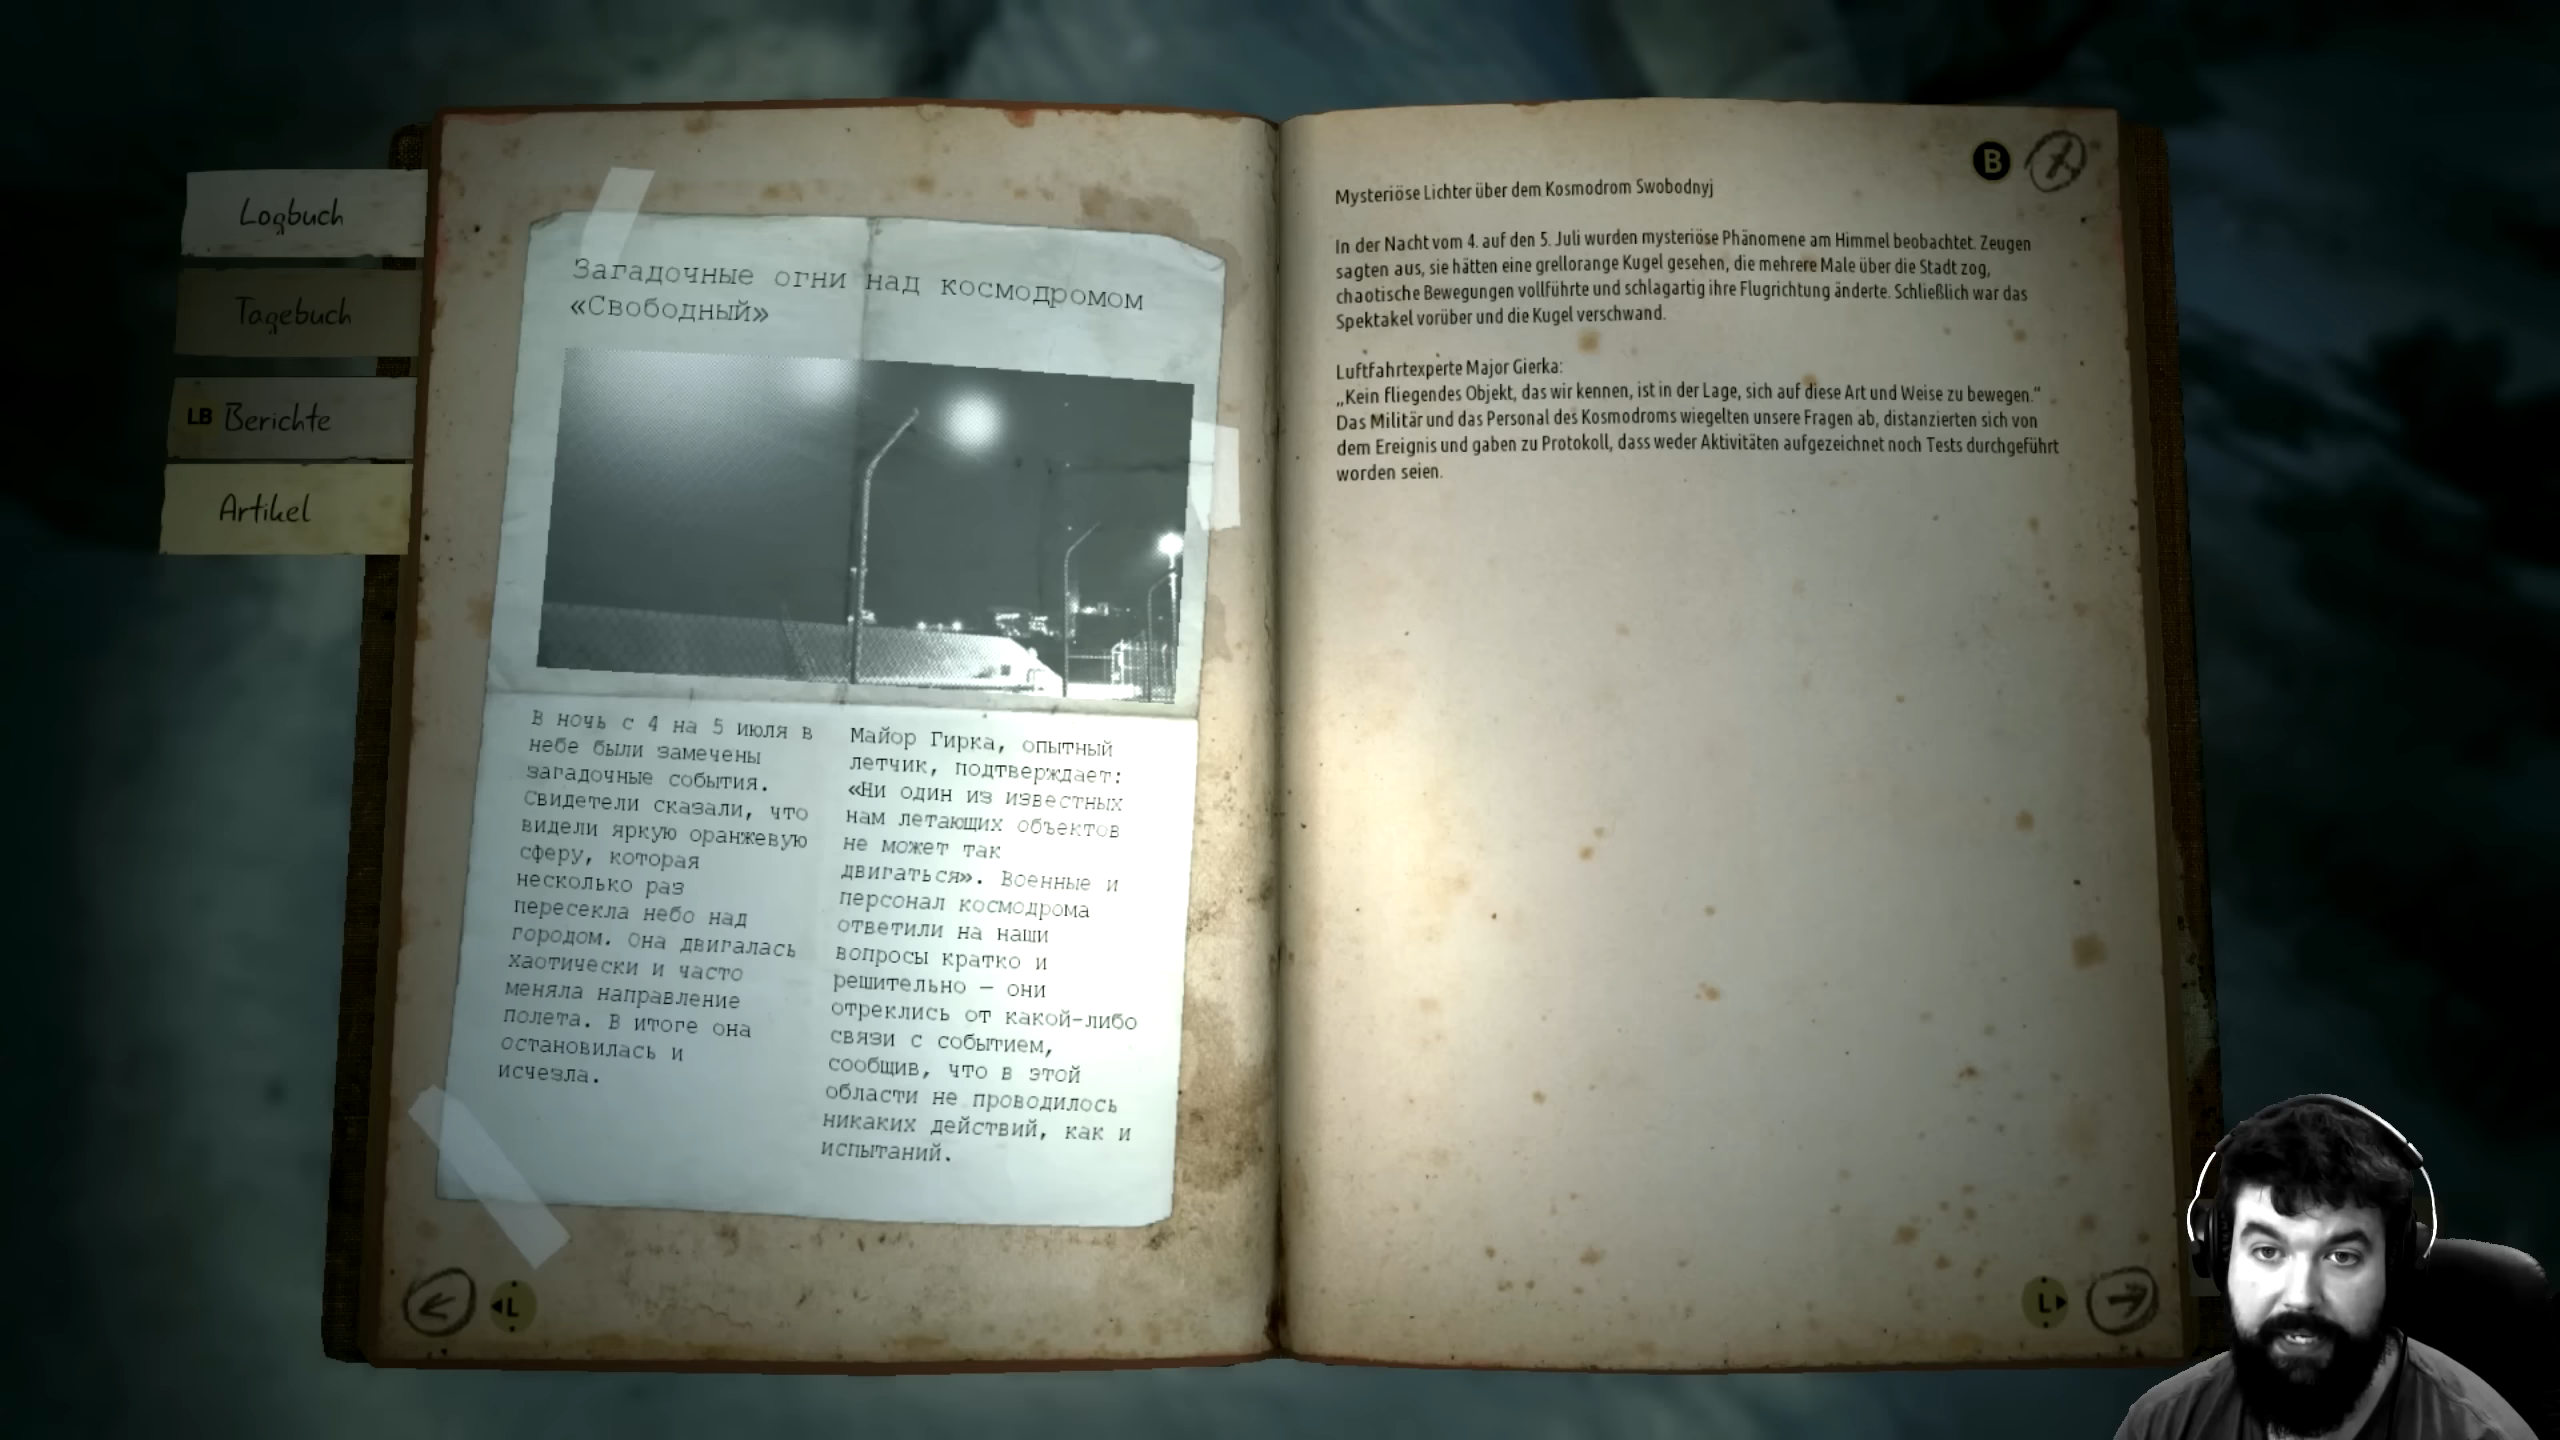 Logbuch
Tagebuch
LB Berichte
Artikel
Загадочные огни над космодромом
«Свободный»
В ночь с 4 на 5 июля в
небе были замечены
загадочные события.
Свидетели сказали, что
видели яркую оранжевую
сферу, которая
несколько раз
пересекла небо над
городом. Она двигалась
хаотически и часто
меняла направление
полета. В итоге она
остановилась и
исчезла.
Майор Гирка, опытный
летчик, подтверждает:
«Ни один из известных
нам летающих объектов
не может так
двигаться». Военные и
персонал космодрома
ответили на наши
вопросы кратко и
решительно — они
отреклись от какой-либо
связи с событием,
сообщив, что в этой
области не проводилось
никаких действий, как и
испытаний.
L
B
Mysteriöse Lichter über dem Kosmodrom Swobodnyj
In der Nacht vom 4. auf den 5. Juli wurden mysteriöse Phänomene am Himmel beobachtet. Zeugen
sagten aus, sie hätten eine grellorange Kugel gesehen, die mehrere Male über die Stadt zog,
chaotische Bewegungen vollführte und schlagartig ihre Flugrichtung änderte. Schließlich war das
Spektakel vorüber und die Kugel verschwand.
Luftfahrtexperte Major Gierka:
„Kein fliegendes Objekt, das wir kennen, ist in der Lage, sich auf diese Art und Weise zu bewegen.“
Das Militär und das Personal des Kosmodroms wiegelten unsere Fragen ab, distanzierten sich von
dem Ereignis und gaben zu Protokoll, dass weder Aktivitäten aufgezeichnet noch Tests durchgeführt
worden seien.
L